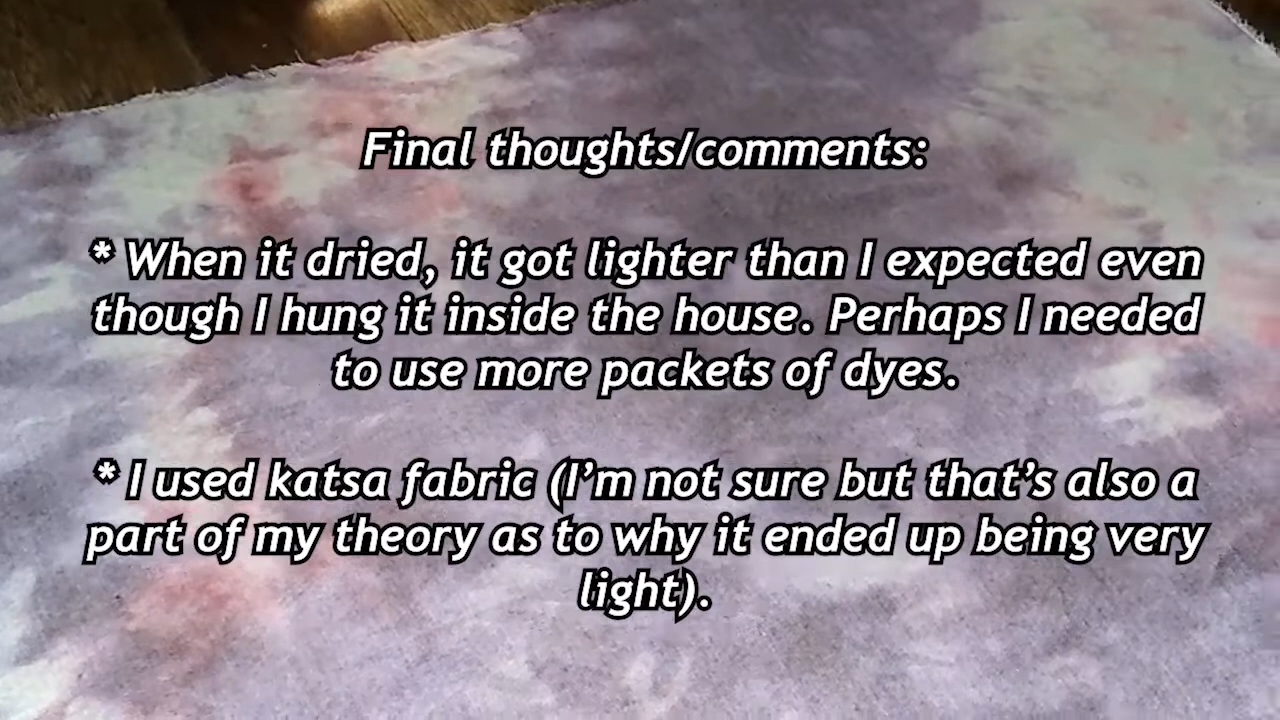 Final thoughts/comments:
* When it dried, it got lighter than I expected even
though I hung it inside the house. Perhaps I needed
to use more packets of dyes.
* I used katsa fabric (I’m not sure but that’s also a
part of my theory as to why it ended up being very
light).